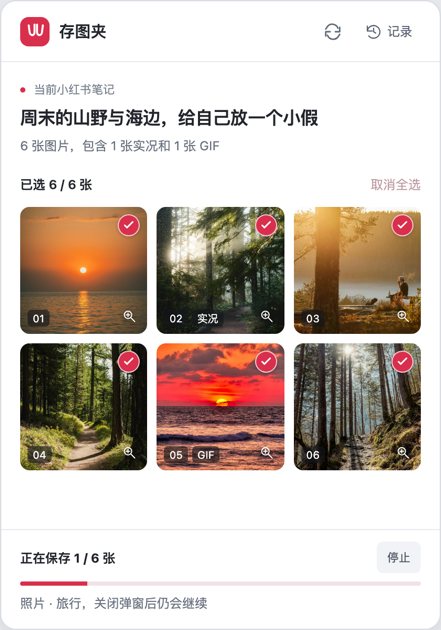 存图夹
记录
当前小红书笔记
周末的山野与海边，给自己放一个小假
6 张图片，包含 1 张实况和 1 张 GIF
已选 6 / 6 张
取消全选
01
02 实况
03
04
05 GIF
06
正在保存 1 / 6 张
停止
照片 · 旅行，关闭弹窗后仍会继续